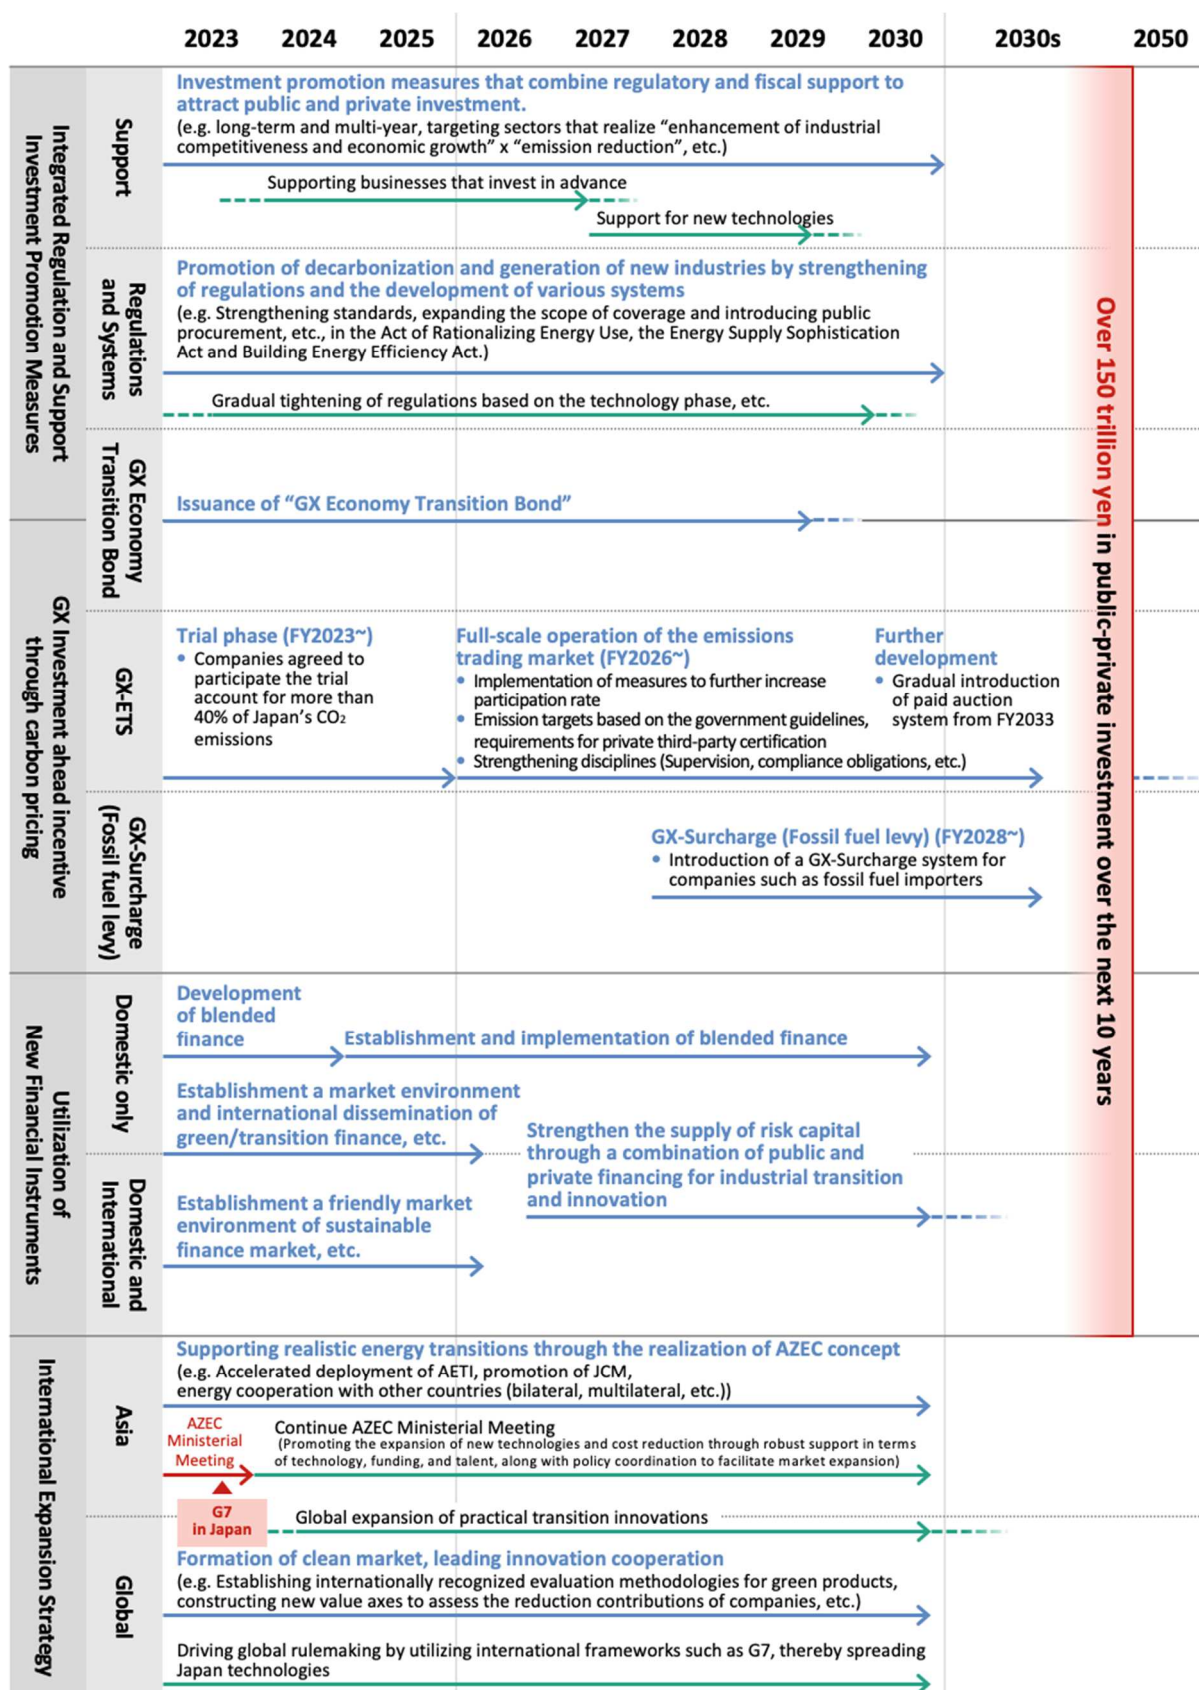 2023 2024 2025 2026 2027 2028 2029 2030 2030s 2050
Integrated Regulation and Support
Investment Promotion Measures
Support
Investment promotion measures that combine regulatory and fiscal support to
attract public and private investment.
(e.g. long-term and multi-year, targeting sectors that realize “enhancement of industrial
competitiveness and economic growth” x “emission reduction”, etc.)
Supporting businesses that invest in advance
Support for new technologies
Regulations
and Systems
Promotion of decarbonization and generation of new industries by strengthening
of regulations and the development of various systems
(e.g. Strengthening standards, expanding the scope of coverage and introducing public
procurement, etc., in the Act of Rationalizing Energy Use, the Energy Supply Sophistication
Act and Building Energy Efficiency Act.)
Gradual tightening of regulations based on the technology phase, etc.
GX Economy
Transition Bond
Issuance of “GX Economy Transition Bond”
GX Investment ahead incentive
through carbon pricing
GX-ETS
Trial phase (FY2023~)
• Companies agreed to
participate the trial
account for more than
40% of Japan’s CO₂
emissions
Full-scale operation of the emissions
trading market (FY2026~)
• Implementation of measures to further increase
participation rate
• Emission targets based on the government guidelines,
requirements for private third-party certification
• Strengthening disciplines (Supervision, compliance obligations, etc.)
Further
development
• Gradual introduction
of paid auction
system from FY2033
GX-Surcharge
(Fossil fuel levy)
GX-Surcharge (Fossil fuel levy) (FY2028~)
• Introduction of a GX-Surcharge system for
companies such as fossil fuel importers
Over 150 trillion yen in public-private investment over the next 10 years
Utilization of
New Financial Instruments
Domestic only
Development
of blended
finance
Establishment and implementation of blended finance
Establishment a market environment
and international dissemination of
green/transition finance, etc.
Strengthen the supply of risk capital
through a combination of public and
private financing for industrial transition
and innovation
Domestic and
International
Establishment a friendly market
environment of sustainable
finance market, etc.
International Expansion Strategy
Asia
Supporting realistic energy transitions through the realization of AZEC concept
(e.g. Accelerated deployment of AETI, promotion of JCM,
energy cooperation with other countries (bilateral, multilateral, etc.))
AZEC
Ministerial
Meeting
Continue AZEC Ministerial Meeting
(Promoting the expansion of new technologies and cost reduction through robust support in terms
of technology, funding, and talent, along with policy coordination to facilitate market expansion)
G7
in Japan
Global expansion of practical transition innovations
Global
Formation of clean market, leading innovation cooperation
(e.g. Establishing internationally recognized evaluation methodologies for green products,
constructing new value axes to assess the reduction contributions of companies, etc.)
Driving global rulemaking by utilizing international frameworks such as G7, thereby spreading
Japan technologies